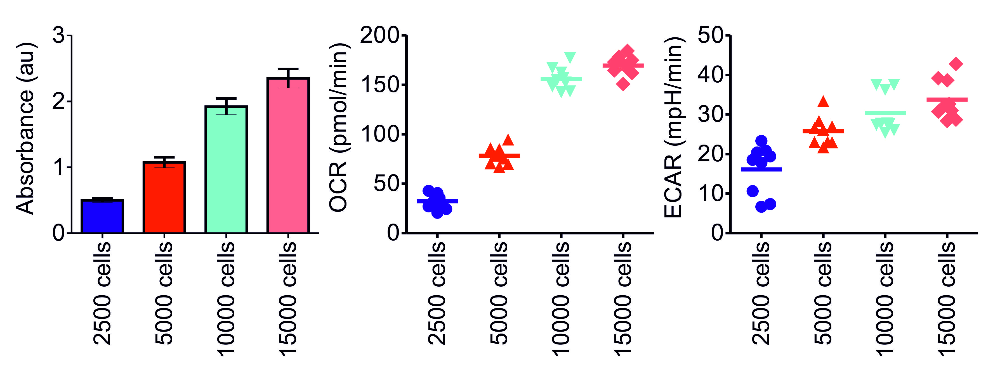 Absorbance (au)
3
2
1
0
2500 cells
5000 cells
10000 cells
15000 cells
OCR (pmol/min)
200
150
100
50
0
2500 cells
5000 cells
10000 cells
15000 cells
ECAR (mpH/min)
50
40
30
20
10
0
2500 cells
5000 cells
10000 cells
15000 cells